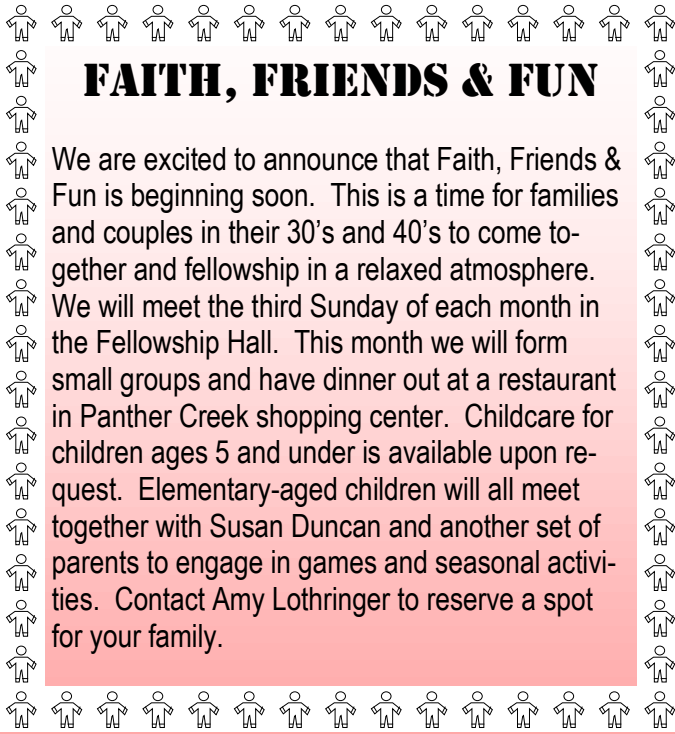 FAITH, FRIENDS & FUN
We are excited to announce that Faith, Friends &
Fun is beginning soon.  This is a time for families
and couples in their 30’s and 40’s to come to-
gether and fellowship in a relaxed atmosphere.
We will meet the third Sunday of each month in
the Fellowship Hall.  This month we will form
small groups and have dinner out at a restaurant
in Panther Creek shopping center.  Childcare for
children ages 5 and under is available upon re-
quest.  Elementary-aged children will all meet
together with Susan Duncan and another set of
parents to engage in games and seasonal activi-
ties.  Contact Amy Lothringer to reserve a spot
for your family.